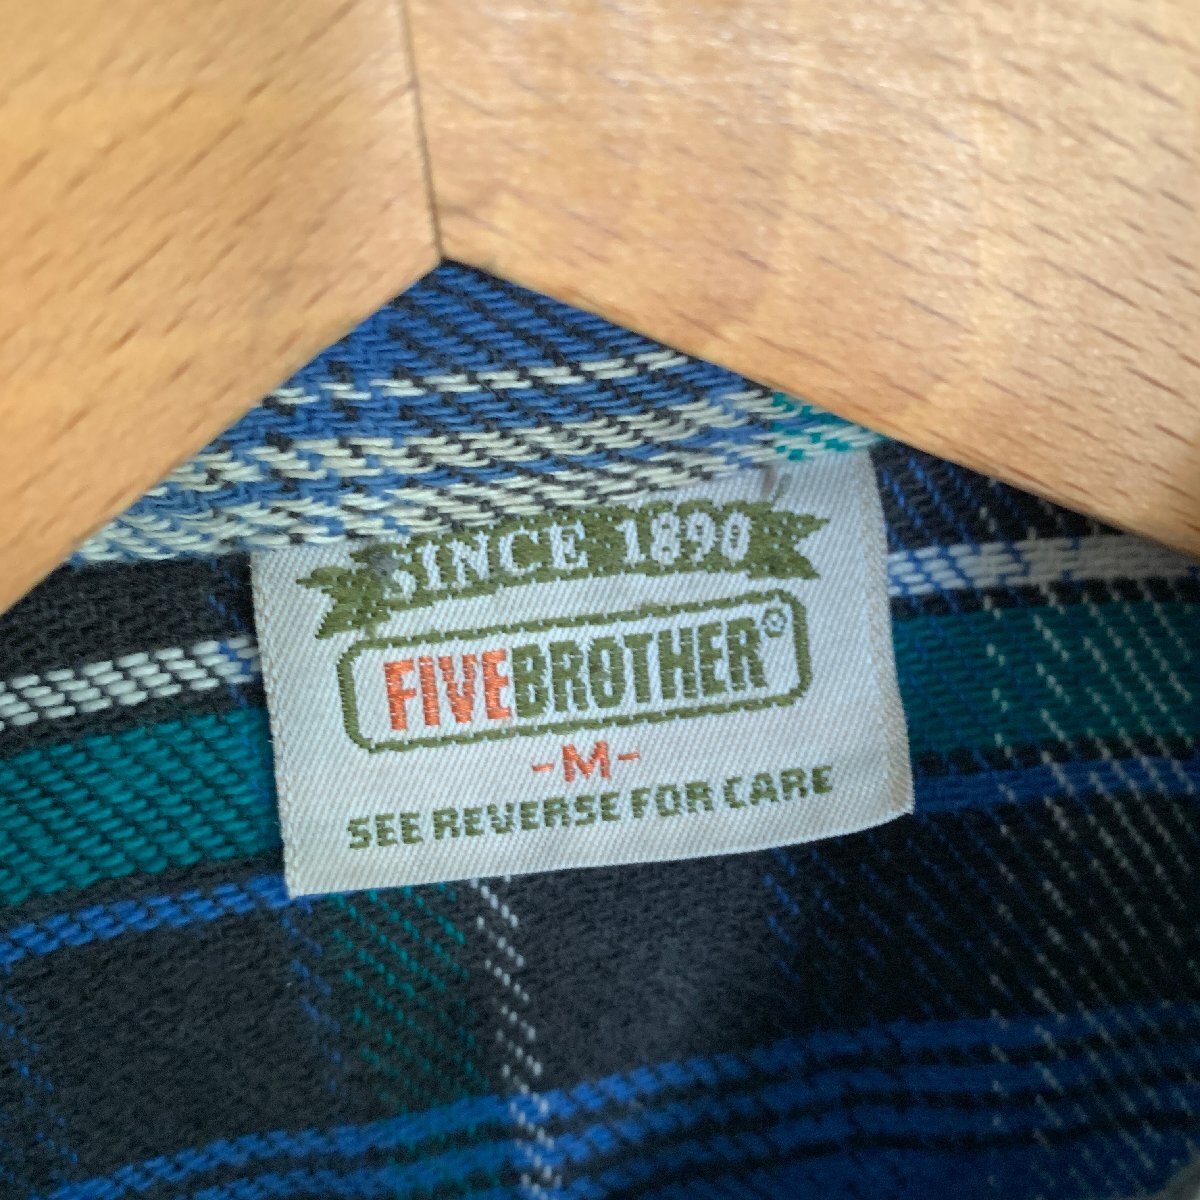 SINCE 1890
FIVEBROTHER®
-M-
SEE REVERSE FOR CARE